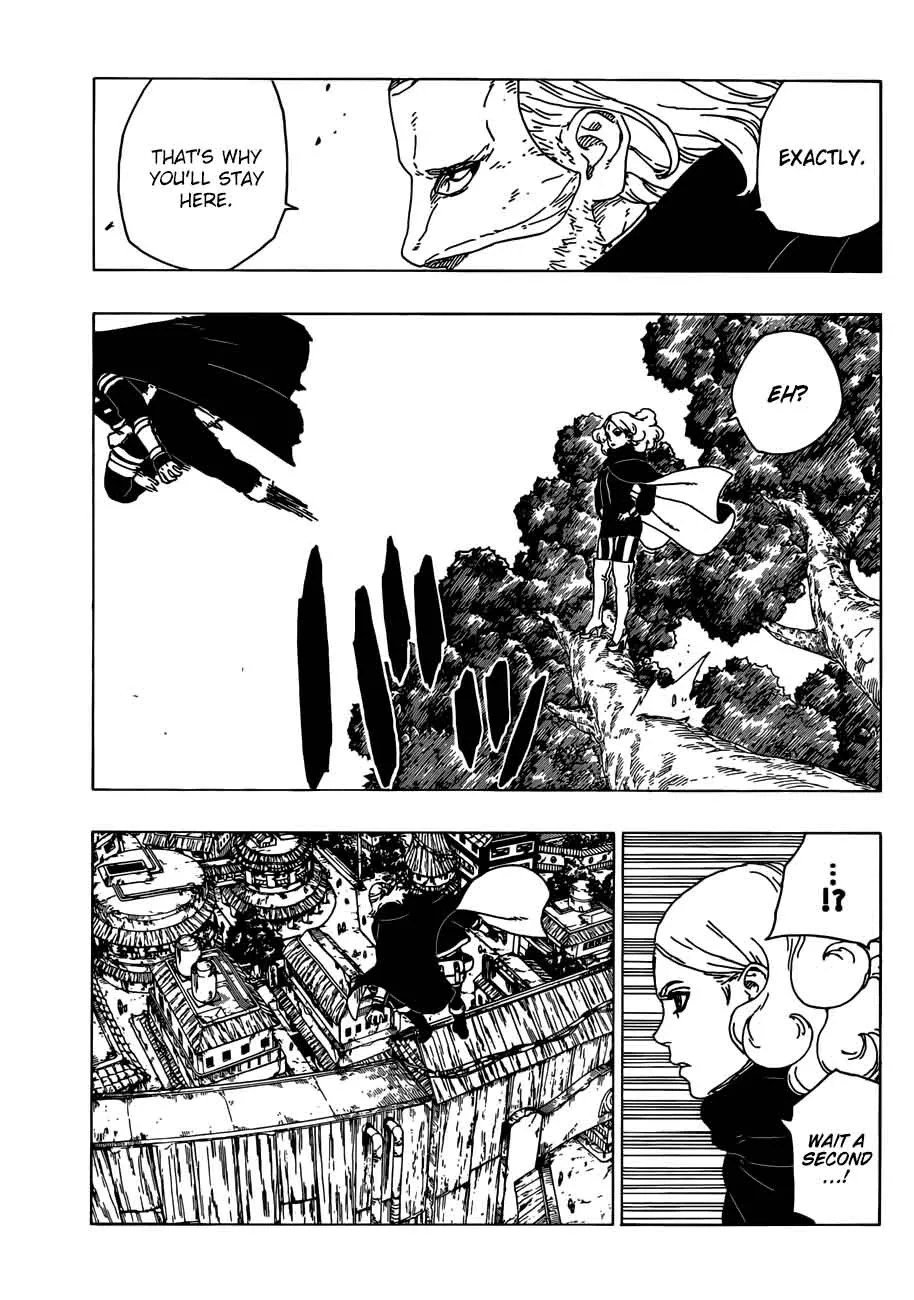 EXACTLY.
THAT'S WHY
YOU'LL STAY
HERE.
EH?
...
!?
WAIT A
SECOND
...!